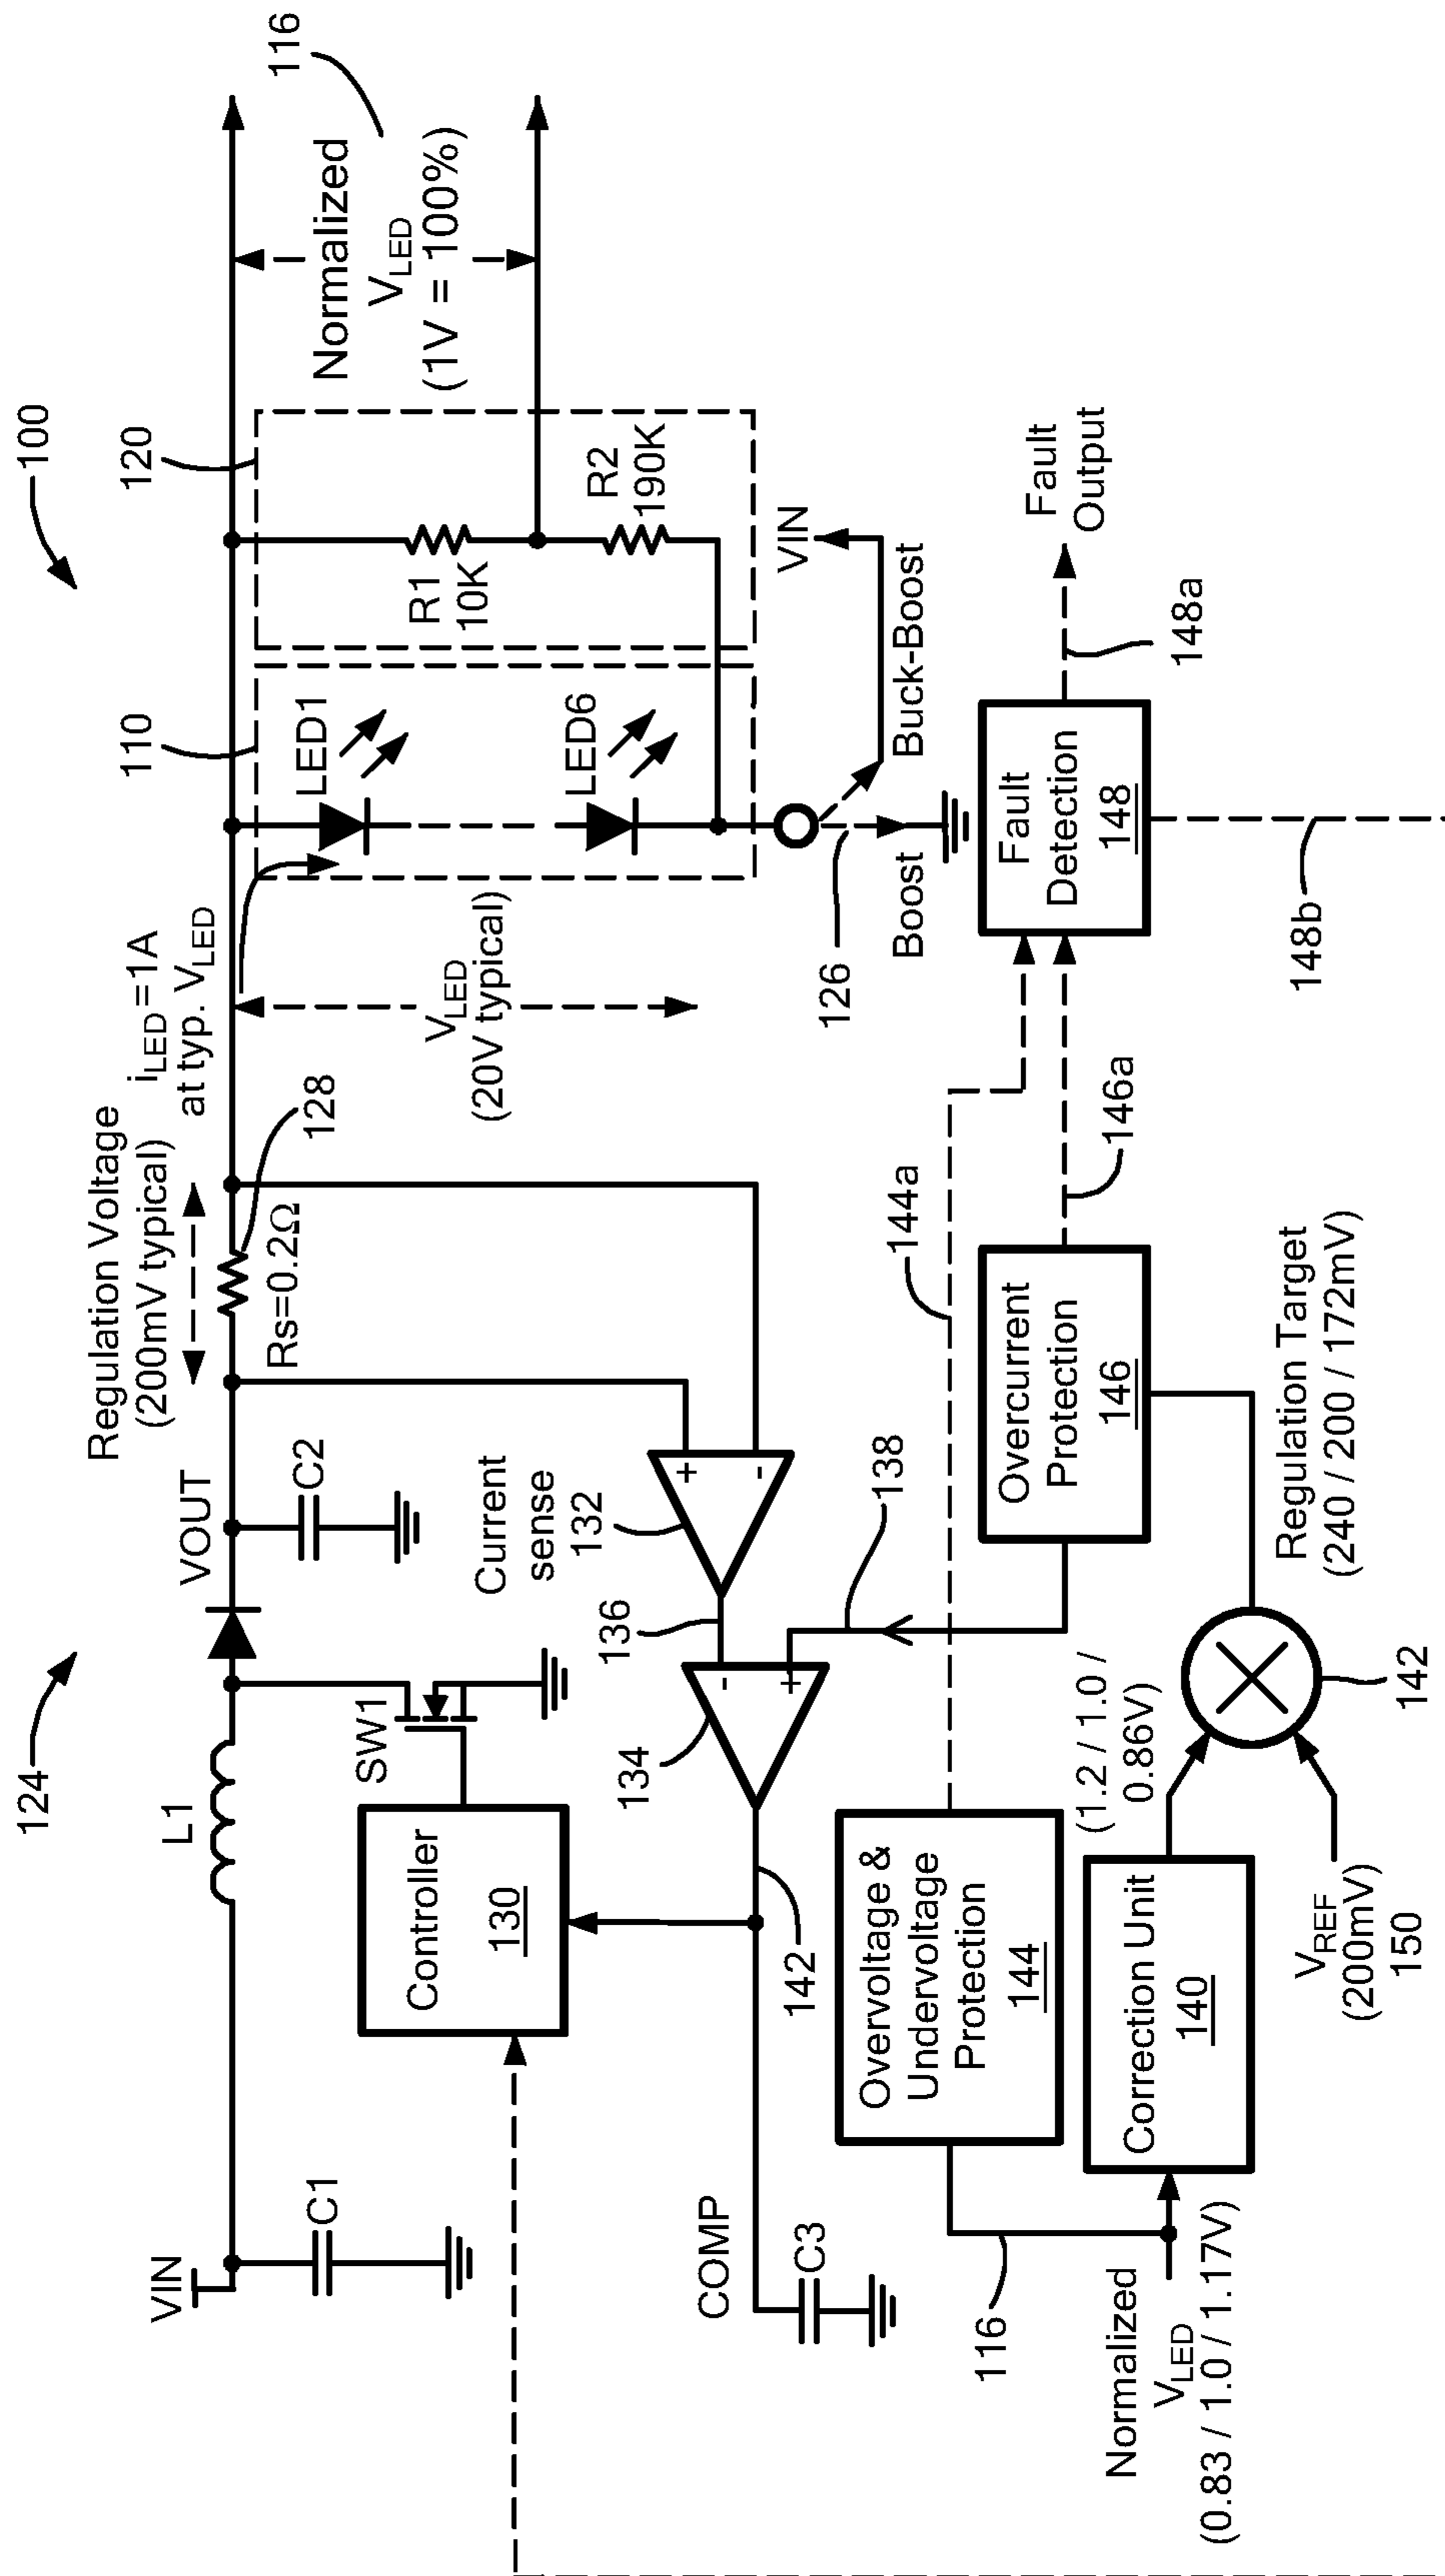 100
124
VIN
C1
L1
SW1
VOUT
C2
Regulation Voltage
(200mV typical)
Rs=0.2Ω
128
iLED=1A
at typ. VLED
VLED
(20V typical)
110
LED1
LED6
120
R1
10K
R2
190K
116
Normalized
VLED
(1V = 100%)
126
Boost
Buck-Boost
VIN
Controller
130
Current
sense
132
+
-
136
134
-
+
138
142
COMP
C3
Overvoltage &
Undervoltage
Protection
144
144a
116
Normalized
VLED
(0.83 / 1.0 / 1.17V)
Correction Unit
140
(1.2 / 1.0 /
0.86V)
VREF
(200mV)
150
142
Regulation Target
(240 / 200 / 172mV)
Overcurrent
Protection
146
146a
Fault
Detection
148
148a
148b
Fault
Output